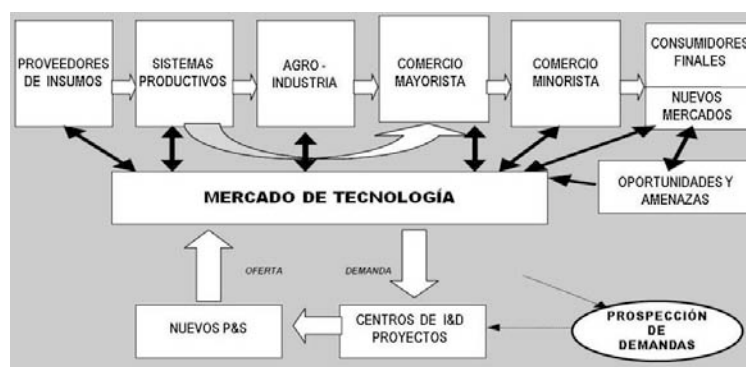 PROVEEDORES
DE INSUMOS
SISTEMAS
PRODUCTIVOS
AGRO -
INDUSTRIA
COMERCIO
MAYORISTA
COMERCIO
MINORISTA
CONSUMIDORES
FINALES
NUEVOS
MERCADOS
MERCADO DE TECNOLOGÍA
OPORTUNIDADES Y
AMENAZAS
OFERTA
DEMANDA
NUEVOS P&S
CENTROS DE I&D
PROYECTOS
PROSPECCIÓN
DE
DEMANDAS